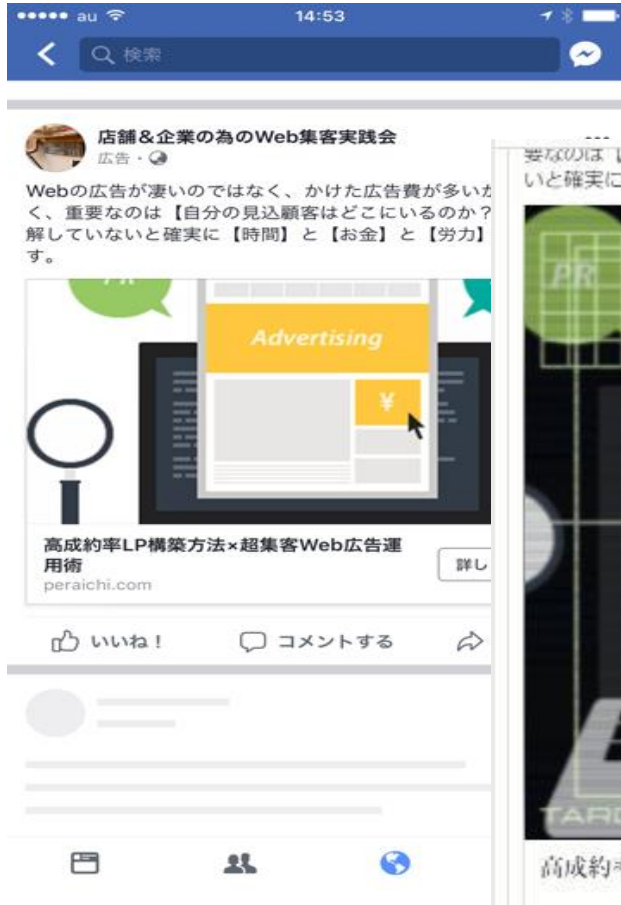 au
14:53
検索
店舗&企業の為のWeb集客実践会
広告
Webの広告が凄いのではなく、かけた広告費が多いか
く、重要なのは【自分の見込顧客はどこにいるのか?
解していないと確実に【時間】と【お金】と【労力】
す。
PR
Advertising
¥
高成約率LP構築方法×超集客Web広告運
用術
peraichi.com
詳し
いいね!
コメントする
要なのは
いと確実に
PR
高成約